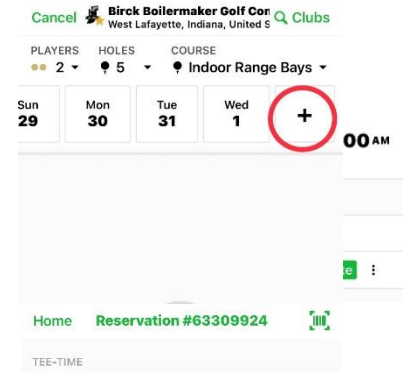 Cancel Birck Boilermaker Golf Com Clubs
West Lafayette, Indiana, United S
PLAYERS HOLES COURSE
2 5 Indoor Range Bays
Sun Mon Tue Wed
29 30 31 1 +
00 AM
Home Reservation #63309924
TEE-TIME